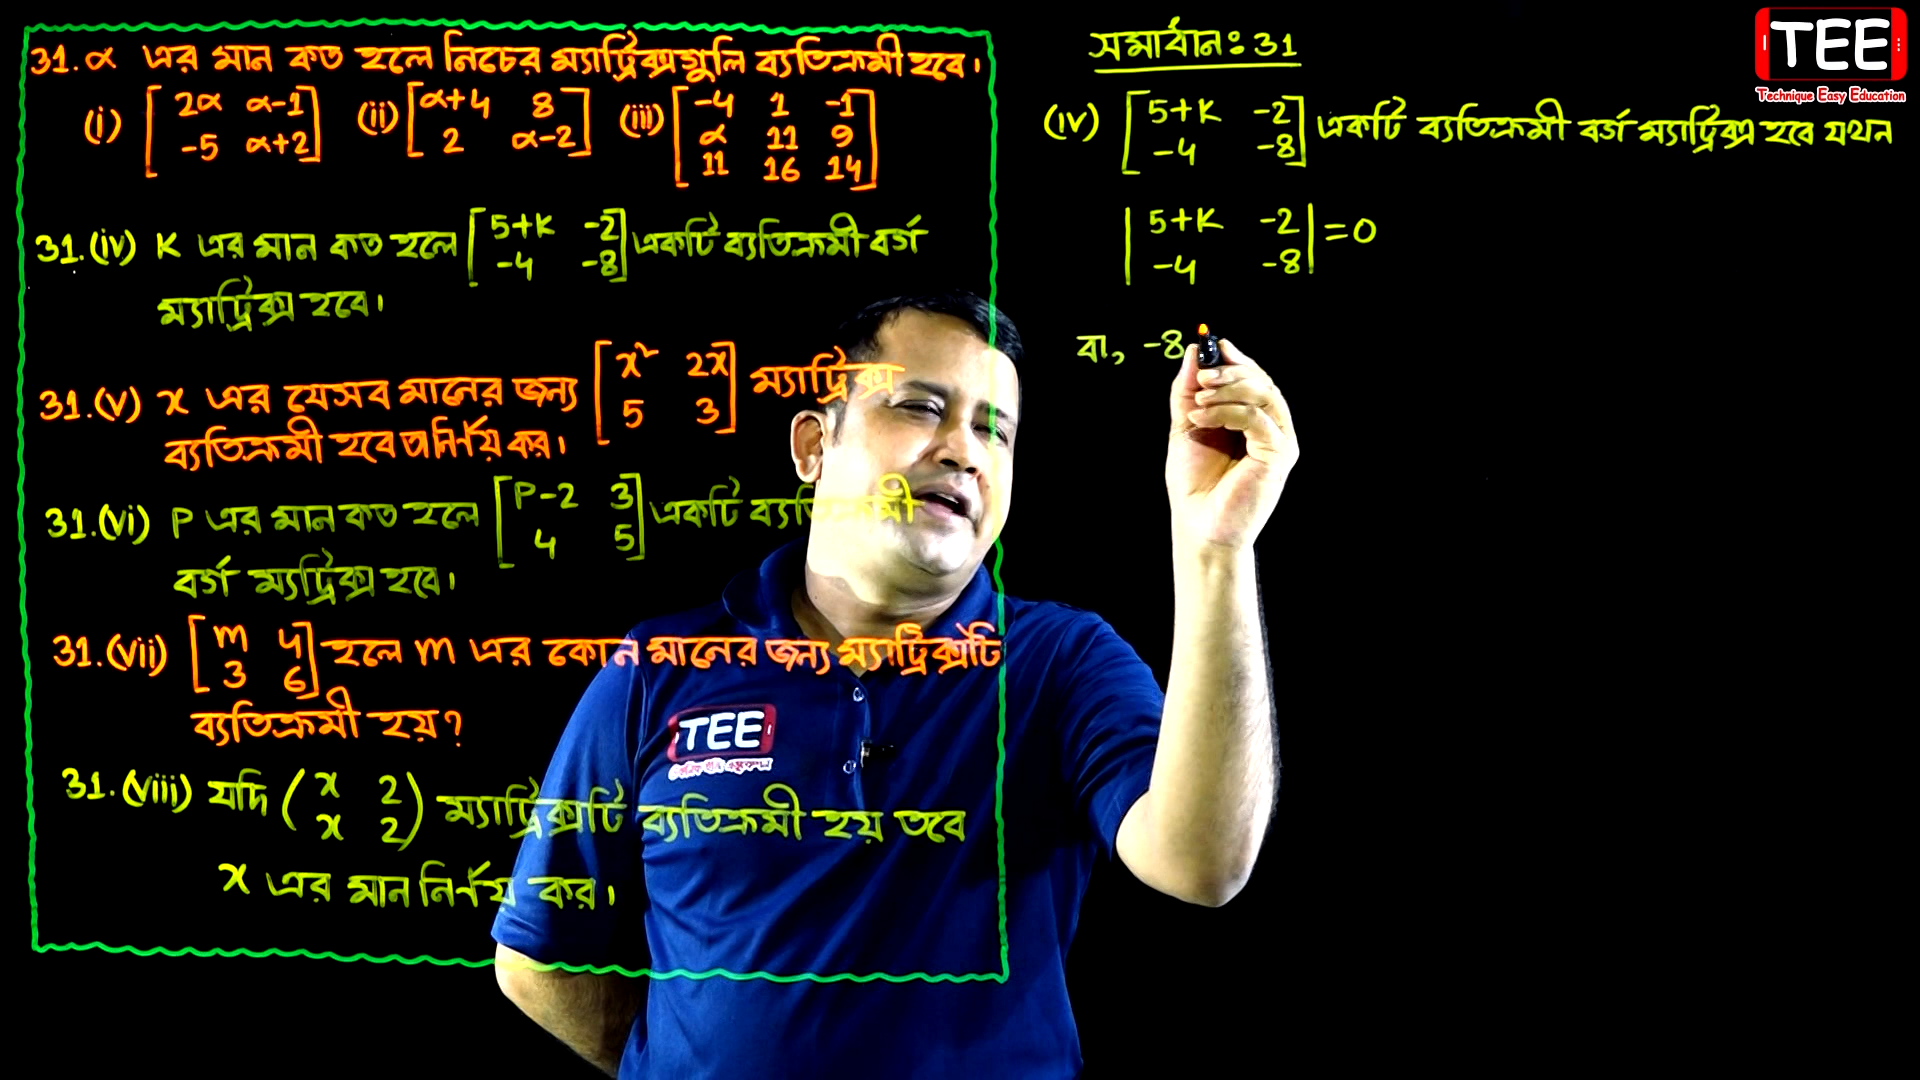 31. α এর মান কত হলে নিচের ম্যাট্রিক্সগুলি ব্যতিক্রমী হবে।
(i) [2α α-1] (ii) [α+4 8] (iii) [-4 1 -1]
[-5 α+2] [2 α-2] [α 11 9]
[11 16 14]
31.(iv) K এর মান কত হলে [5+K -2] একটি ব্যতিক্রমী বর্গ
[-4 -8]
ম্যাট্রিক্স হবে।
31.(v) x এর যেসব মানের জন্য [x² 2x] ম্যাট্রিক্স
[5 3]
ব্যতিক্রমী হবে তা নির্ণয় কর।
31.(vi) P এর মান কত হলে [P-2 3] একটি ব্যতিক্রমী
[4 5]
বর্গ ম্যাট্রিক্স হবে।
31.(vii) [m 4] হলে m এর কোন মানের জন্য ম্যাট্রিক্সটি
[3 6]
ব্যতিক্রমী হয়?
31.(viii) যদি (x 2) ম্যাট্রিক্সটি ব্যতিক্রমী হয় তবে
(x 2)
x এর মান নির্ণয় কর।
সমাধান: 31
(iv) [5+K -2] একটি ব্যতিক্রমী বর্গ ম্যাট্রিক্স হবে যখন
[-4 -8]
|5+K -2| =0
|-4 -8|
বা, -8
TEE
Technique Easy Education
TEE